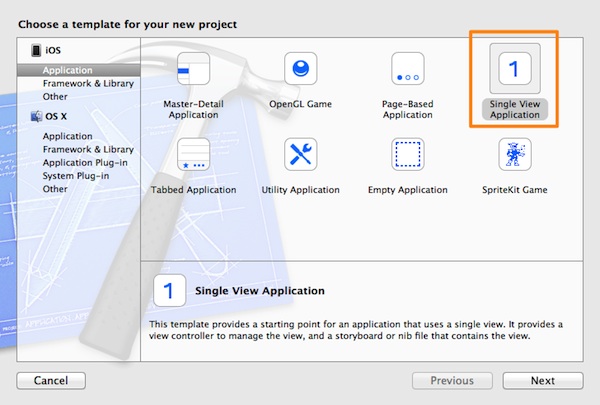 Choose a template for your new project
iOS
Application
Framework & Library
Other
OS X
Application
Framework & Library
Application Plug-in
System Plug-in
Other
Master-Detail
Application
OpenGL Game
Page-Based
Application
1
Single View
Application
Tabbed Application
Utility Application
Empty Application
SpriteKit Game
1
Single View Application
This template provides a starting point for an application that uses a single view. It provides a
view controller to manage the view, and a storyboard or nib file that contains the view.
Cancel
Previous
Next